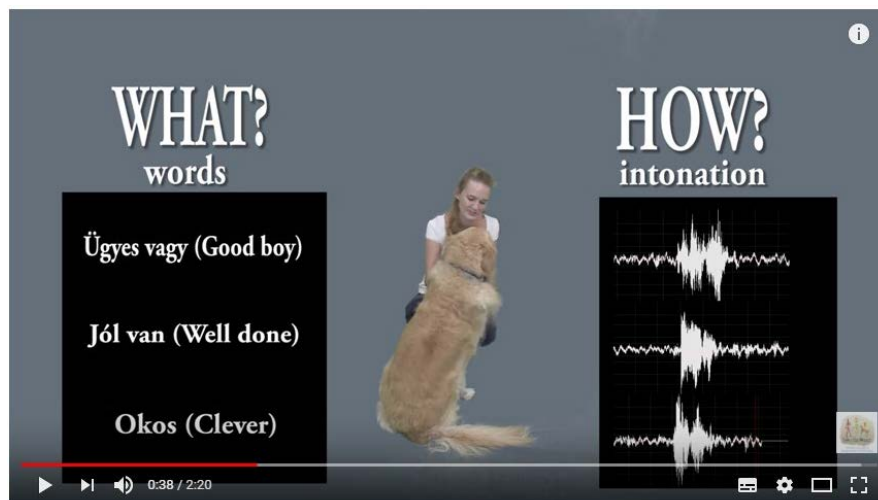 WHAT?
words
Ügyes vagy (Good boy)
Jól van (Well done)
Okos (Clever)
HOW?
intonation
0:38 / 2:20